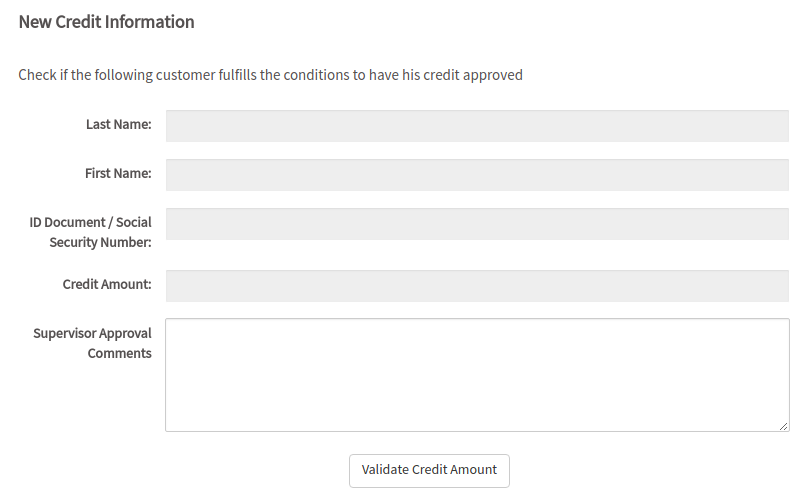 New Credit Information
Check if the following customer fulfills the conditions to have his credit approved
Last Name:
First Name:
ID Document / Social
Security Number:
Credit Amount:
Supervisor Approval
Comments
Validate Credit Amount